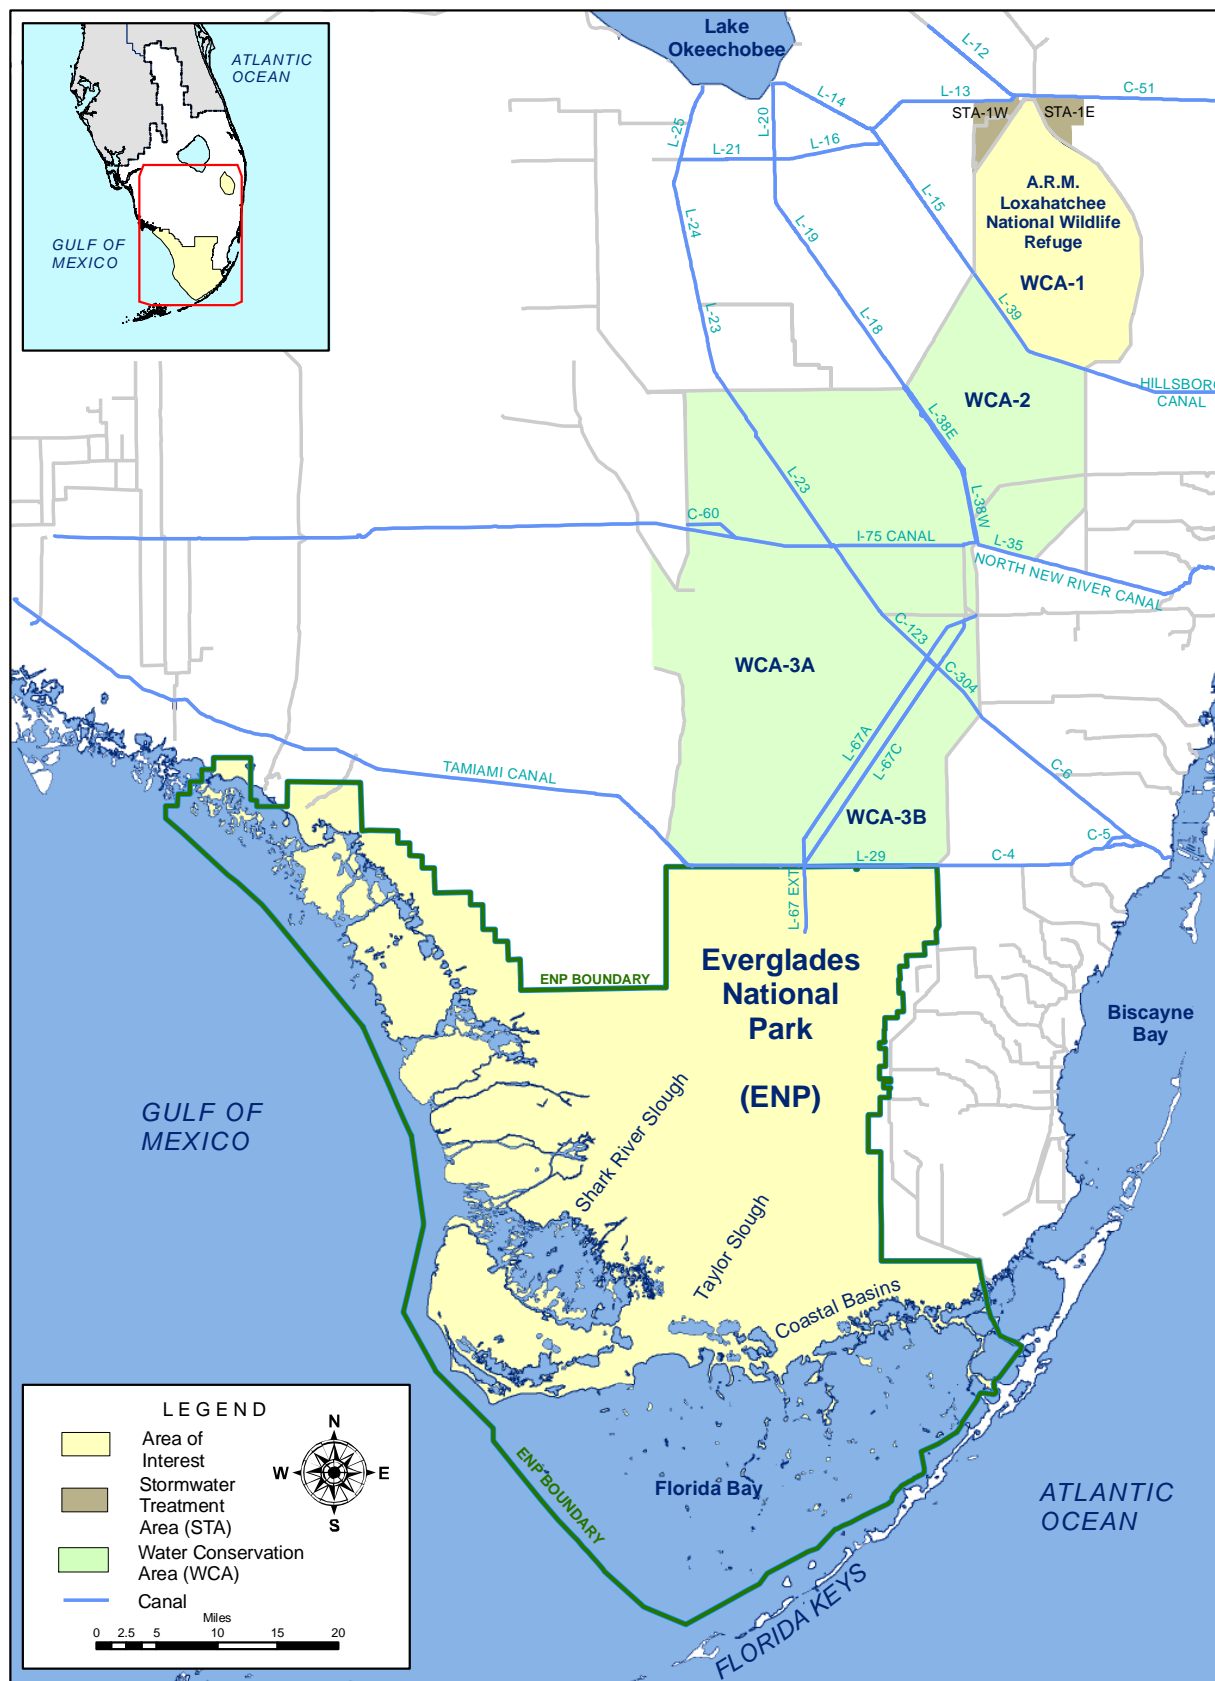 ATLANTIC
OCEAN
GULF OF
MEXICO
Lake
Okeechobee
L-12
L-13
C-51
L-14
L-20
L-25
STA-1W
STA-1E
L-21
L-16
L-15
A.R.M.
Loxahatchee
National Wildlife
Refuge
WCA-1
L-24
L-19
L-23
L-18
L-39
HILLSBORO
CANAL
WCA-2
L-38E
L-23
L-38W
C-60
I-75 CANAL
L-35
NORTH NEW RIVER CANAL
C-123
WCA-3A
C-304
L-67A
L-67C
C-6
TAMIAMI CANAL
WCA-3B
C-5
L-29
C-4
L-67 EXT
ENP BOUNDARY
Everglades
National
Park
(ENP)
Biscayne
Bay
GULF OF
MEXICO
Shark River Slough
Taylor Slough
Coastal Basins
ENP BOUNDARY
Florida Bay
ATLANTIC
OCEAN
FLORIDA KEYS
LEGEND
Area of
Interest
Stormwater
Treatment
Area (STA)
Water Conservation
Area (WCA)
Canal
N
W
E
S
Miles
0 2.5 5 10 15 20